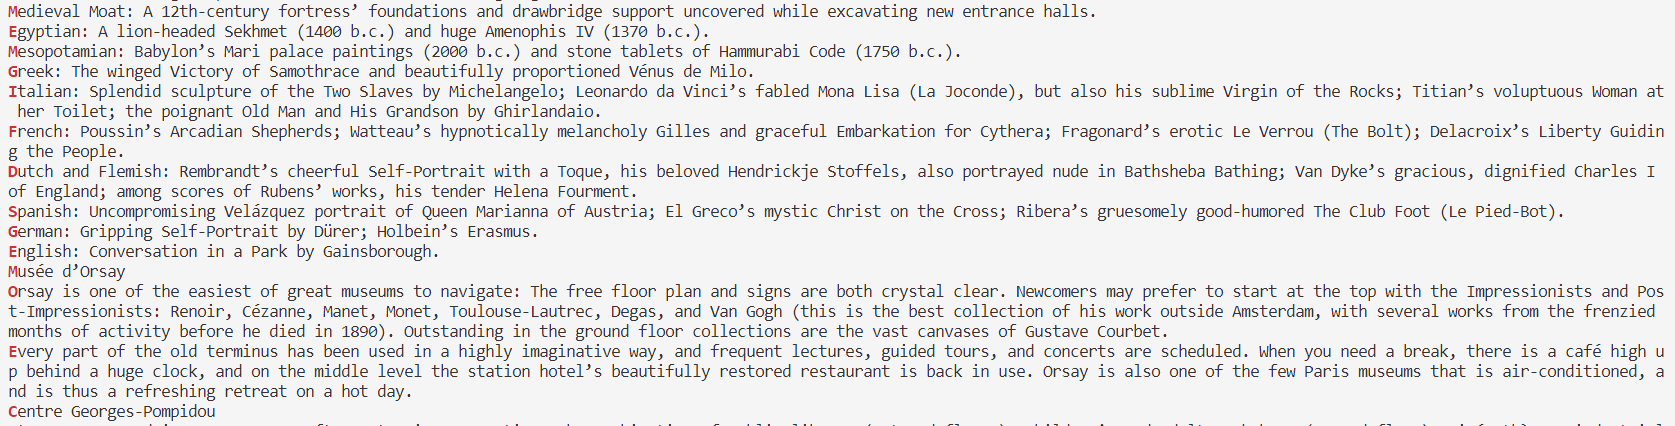 Medieval Moat: A 12th-century fortress’ foundations and drawbridge support uncovered while excavating new entrance halls.
Egyptian: A lion-headed Sekhmet (1400 b.c.) and huge Amenophis IV (1370 b.c.).
Mesopotamian: Babylon’s Mari palace paintings (2000 b.c.) and stone tablets of Hammurabi Code (1750 b.c.).
Greek: The winged Victory of Samothrace and beautifully proportioned Vénus de Milo.
Italian: Splendid sculpture of the Two Slaves by Michelangelo; Leonardo da Vinci’s fabled Mona Lisa (La Joconde), but also his sublime Virgin of the Rocks; Titian’s voluptuous Woman at
her Toilet; the poignant Old Man and His Grandson by Ghirlandaio.
French: Poussin’s Arcadian Shepherds; Watteau’s hypnotically melancholy Gilles and graceful Embarkation for Cythera; Fragonard’s erotic Le Verrou (The Bolt); Delacroix’s Liberty Guidin
g the People.
Dutch and Flemish: Rembrandt’s cheerful Self-Portrait with a Toque, his beloved Hendrickje Stoffels, also portrayed nude in Bathsheba Bathing; Van Dyke’s gracious, dignified Charles I
of England; among scores of Rubens’ works, his tender Helena Fourment.
Spanish: Uncompromising Velázquez portrait of Queen Marianna of Austria; El Greco’s mystic Christ on the Cross; Ribera’s gruesomely good-humored The Club Foot (Le Pied-Bot).
German: Gripping Self-Portrait by Dürer; Holbein’s Erasmus.
English: Conversation in a Park by Gainsborough.
Musée d’Orsay
Orsay is one of the easiest of great museums to navigate: The free floor plan and signs are both crystal clear. Newcomers may prefer to start at the top with the Impressionists and Pos
t-Impressionists: Renoir, Cézanne, Manet, Monet, Toulouse-Lautrec, Degas, and Van Gogh (this is the best collection of his work outside Amsterdam, with several works from the frenzied
months of activity before he died in 1890). Outstanding in the ground floor collections are the vast canvases of Gustave Courbet.
Every part of the old terminus has been used in a highly imaginative way, and frequent lectures, guided tours, and concerts are scheduled. When you need a break, there is a café high u
p behind a huge clock, and on the middle level the station hotel’s beautifully restored restaurant is back in use. Orsay is also one of the few Paris museums that is air-conditioned, a
nd is thus a refreshing retreat on a hot day.
Centre Georges-Pompidou